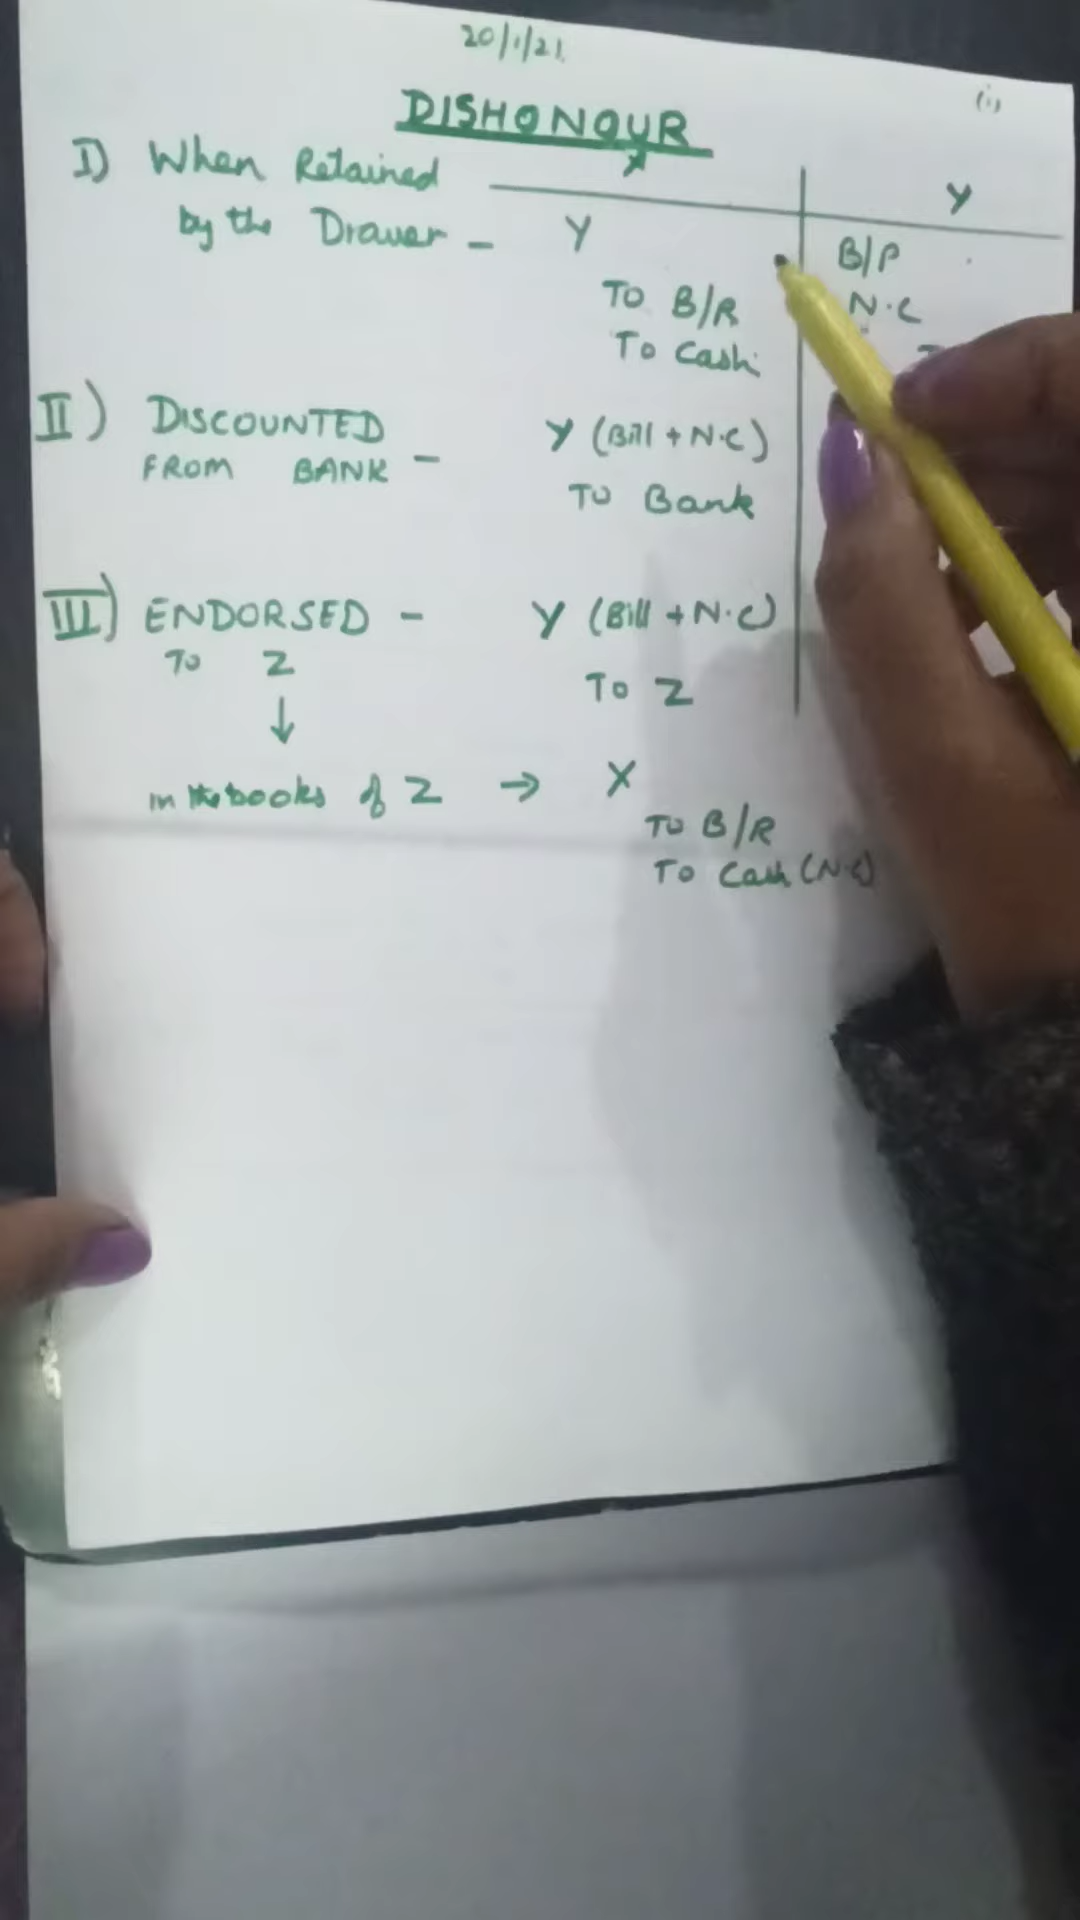 20/1/21
(i)
DISHONOUR
I) When Retained
by the Drawer -
X
Y
Y
To B/R
To Cash
B/P
N.C
T
II) DISCOUNTED
FROM BANK -
Y (Bill + N.C)
To Bank
III) ENDORSED -
To Z
↓
Y (Bill + N.C)
To Z
in the books of Z → X
To B/R
To Cash (N.C)